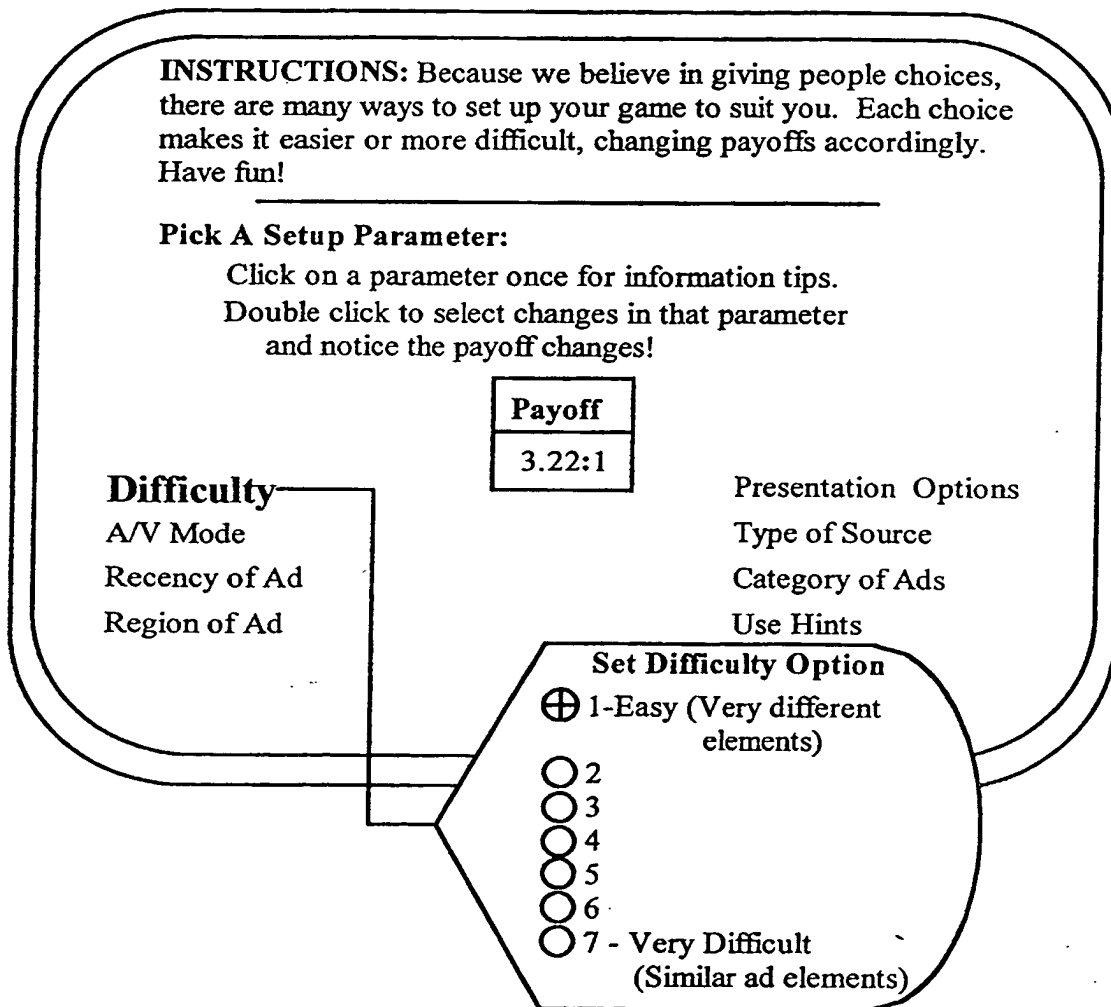 INSTRUCTIONS: Because we believe in giving people choices,
there are many ways to set up your game to suit you. Each choice
makes it easier or more difficult, changing payoffs accordingly.
Have fun!
Pick A Setup Parameter:
Click on a parameter once for information tips.
Double click to select changes in that parameter
and notice the payoff changes!
Payoff
3.22:1
Difficulty
A/V Mode
Recency of Ad
Region of Ad
Presentation Options
Type of Source
Category of Ads
Use Hints
Set Difficulty Option
1-Easy (Very different
elements)
2
3
4
5
6
7 - Very Difficult
(Similar ad elements)